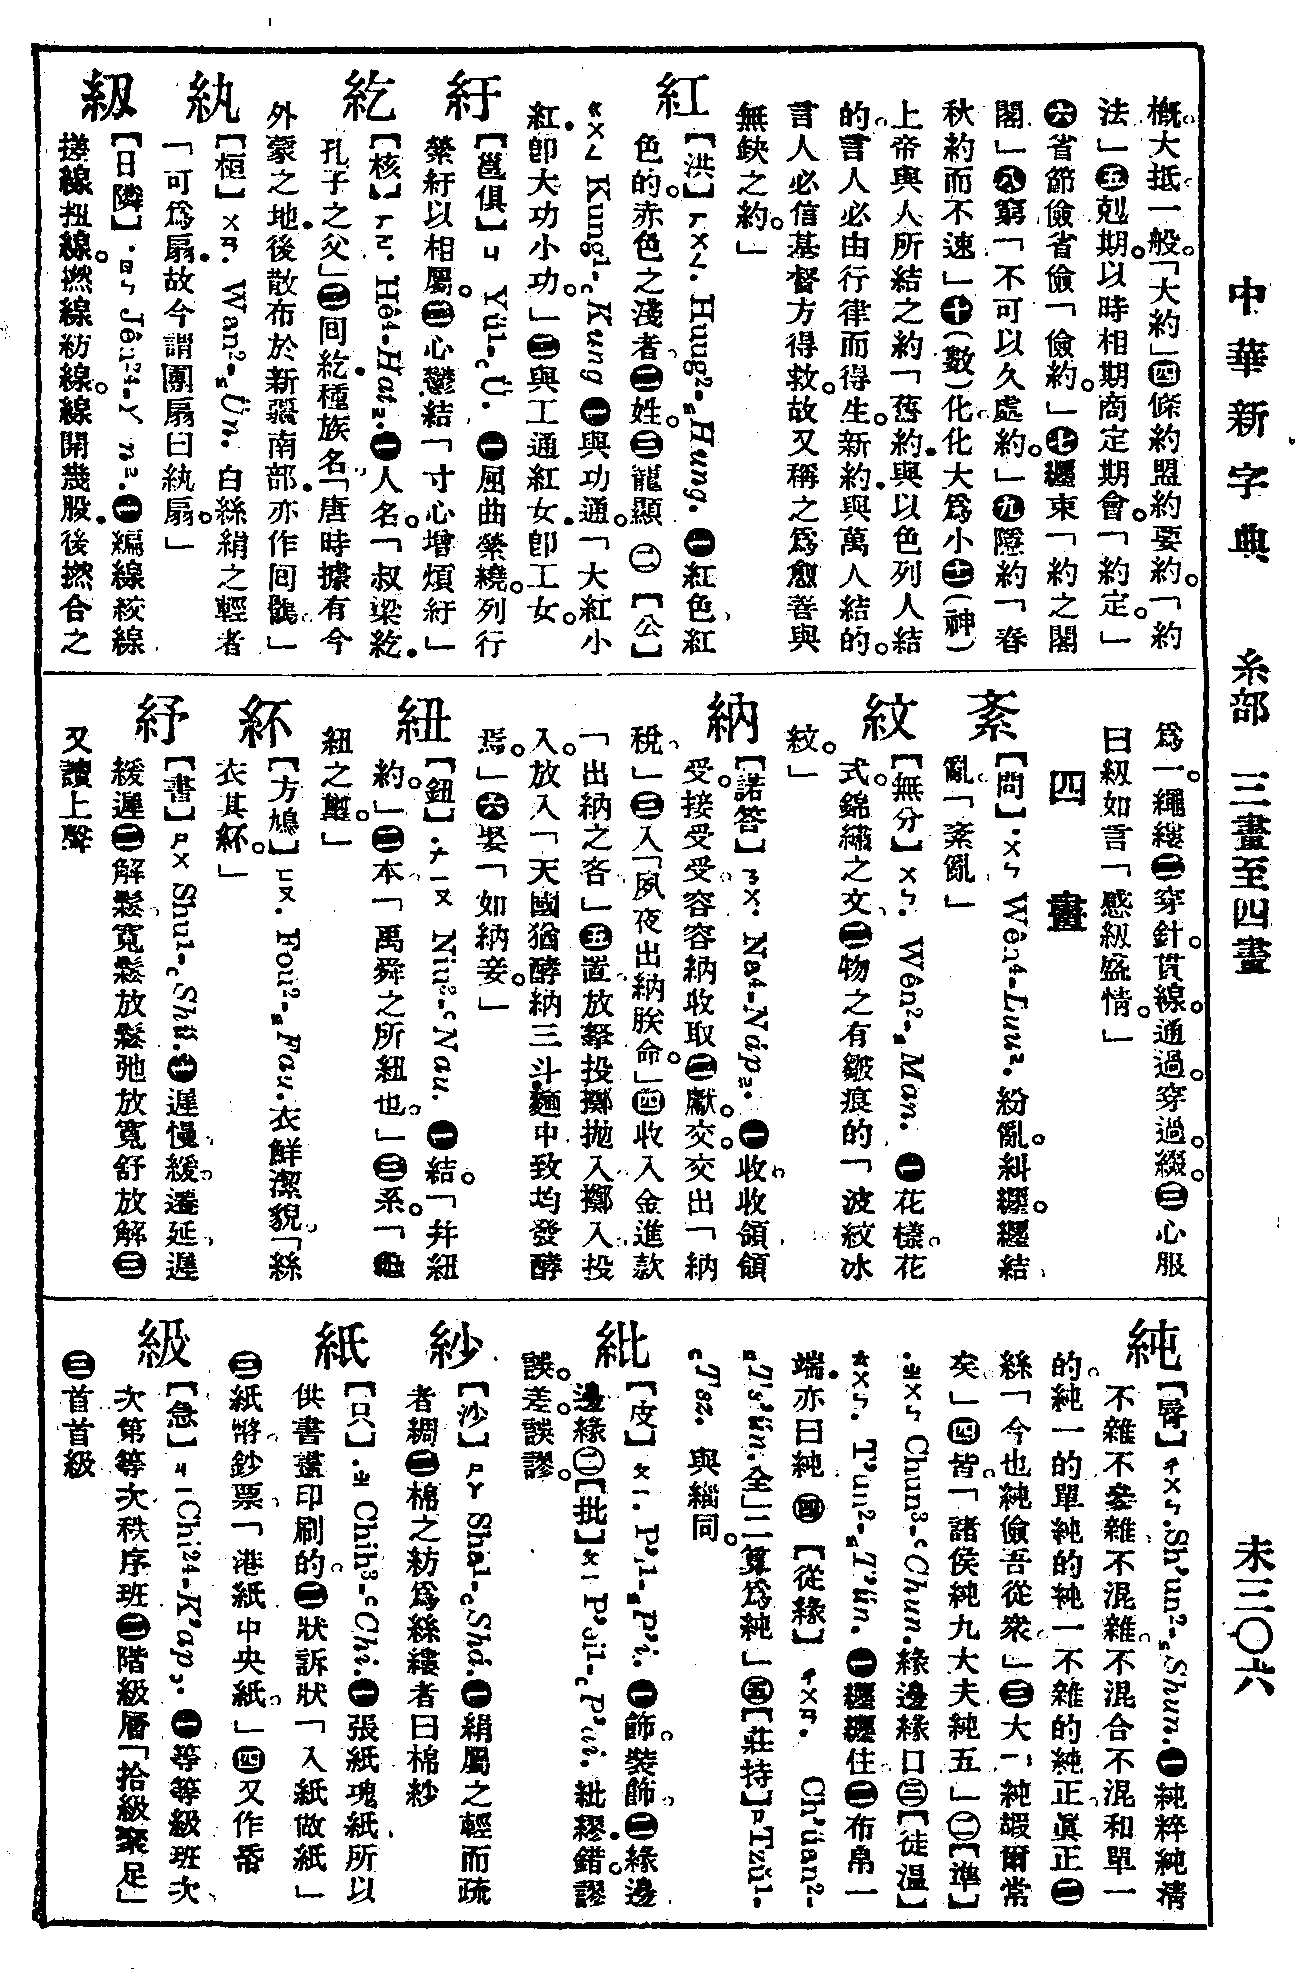 中華新字典　糸部　三畫至四畫　未三〇六
概。大抵。一般。「大約」㊃條約盟約要約。「約
法」㊄剋期。以時相期商定期會。「約定。」
㊅省節儉省儉「儉約。」㊆纒束「約之閣
閣」㊇窮「不可以久處約。」㊈隱約「春
秋約而不速」㊉(數)化。化大爲小(十一)(神)
上帝與人所結之約「舊約。與以色列人結
的。言人必由行律而得生。新約。與萬人結的。
言人必信基督方得救。故又稱之爲愈善與
無缺之約。」
紅【洪】ㄏㄨㄥ. Hung²-₌Hung. ㊀紅色紅
色的。赤色之淺者。㊁姓。㊂龍顯 ㈡【公】
ㄍㄨㄥ Kung¹-꜀Kung ㊀與功通。「大紅小
紅.卽大功小功。」㊁與工通紅女.卽工女。
紆【邕俱】ㄩ Yü¹-꜀Ü. ㊀屈曲縈繞。列行
縈紆以相屬。㊁心鬱結「寸心增煩紆」
紇【核】ㄏㄜ. Hê⁴-Hat₌. ㊀人名。「叔梁紇.
孔子之父」㊁回紇.種族名。「唐時據有今
外蒙之地.後散布於新疆南部.亦作回鶻。」
紈【桓】ㄨㄢ. Wan²-₌Ün. 白絲絹之輕者
「可爲扇.故今謂團扇曰紈扇。」
紉【日隣】.ㄖㄣ Jên²⁴-Yn². ㊀編線絞線
搓線扭線。撚線紡線。線開幾股.後撚合之
爲一。繩縷㊁穿針。貫線。通過。穿過。綴。㊂心服
曰紉如言「感紉盛情。」
四　畫
紊【問】.ㄨㄣ Wên⁴-Luu². 紛亂。糾纒。纒結
亂。「紊亂」
紋【無分】ㄨㄣ. Wên²-₌Man. ㊀花樣。花
式。錦繡之文。㊁物之有皺痕的「波紋冰
紋。」
納【諾答】ㄋㄨ. Na⁴-Náp₌. ㊀收。收領領
受。接受受容容納收取㊁獻。交。交出「納
稅」㊂入「夙夜出納朕命。」㊃收入金進款
「出納之吝」㊄置放拏投擲抛入擲入投
入。放入「天國猶酵納三斗麵.中致均發酵
焉。」㊅娶「如納妾。」
紐【鈕】.ㄋㄧㄡ Niu³-꜂Nau. ㊀結。「幷紐
約。」㊁本「禹舜之所紐也。」㊂系。「龜
紐之璽。」
紑【方鳩】ㄈㄡ. Fou²-₌Fau. 衣鮮潔貌。「絲
衣其紑。」
紓【書】ㄕㄨ Shu¹-꜀Shü. ㊀遲慢。緩。遷延。遲
緩遲㊁解鬆寬鬆放鬆弛放寬舒放解㊂
又讀上聲
純【脣】ㄔㄨㄣ. Sh'un²-₌Shun. ㊀純粹純淸
不雜不參雜。不混雜。不混合不混和單一
的。純一的單純的純一不雜的純正。眞正㊁
絲「今也純儉吾從衆。」㊂大「純嘏爾常
矣」㊃皆。「諸侯純九大夫純五」㈡【準】
.ㄓㄨㄣ Chun³-꜂Chun. 緣邊緣口㈢【徒温】
ㄊㄨㄣ. T'un²-₌T'ün. ㊀纒纒住㊁布帛一
端.亦曰純 ㈣【從緣】ㄔㄨㄢ. Ch'üan²-
₌Ts'ün. 全「二算爲純」㈤【莊持】ㄗ Tzŭ¹-
꜀Tsz. 與緇同。
紕【皮】ㄆㄧ. P'i¹-₌P'i. ㊀飾。裝飾。㊁緣邊
邊緣㈡【批】ㄆㄧ P'ei¹-꜀P'ui. 紕繆.錯謬
誤。差。誤謬。
紗【沙】ㄕㄚ Sha¹-꜀Shá. ㊀絹屬之輕而疏
者綢㊁棉之紡爲絲縷者曰棉紗
紙【只】.ㄓ Chih³-꜂Chi. ㊀張紙塊紙所以
供書畫印刷的。㊁狀訴狀「入紙做紙」
㊂紙幣鈔票。「港紙中央紙。」㊃又作帋
級【急】ㄐㄧ Chi²⁴-K'ap꜆. ㊀等等級班次
次第等次。秩序班㊁階級層「拾級聚足」
㊂首首級